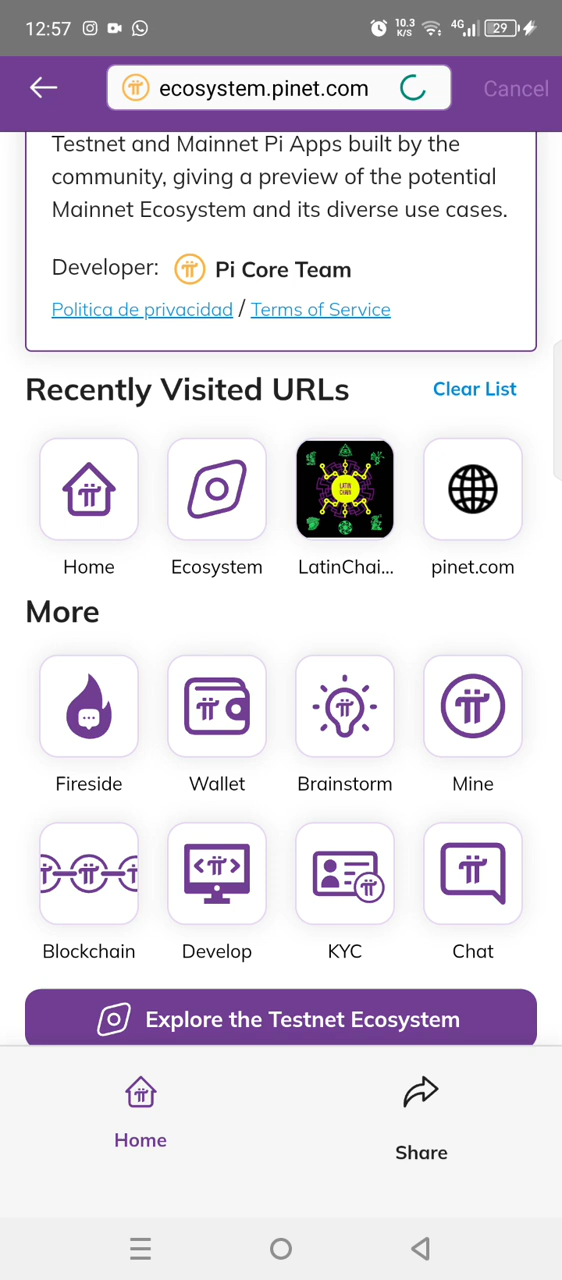 12:57
10.3 K/S
4G
29
ecosystem.pinet.com
Cancel
Testnet and Mainnet Pi Apps built by the
community, giving a preview of the potential
Mainnet Ecosystem and its diverse use cases.
Developer: Pi Core Team
Politica de privacidad / Terms of Service
Recently Visited URLs
Clear List
LATIN
CHAIN
Home
Ecosystem
LatinChai...
pinet.com
More
Fireside
Wallet
Brainstorm
Mine
Blockchain
Develop
KYC
Chat
Explore the Testnet Ecosystem
Home
Share